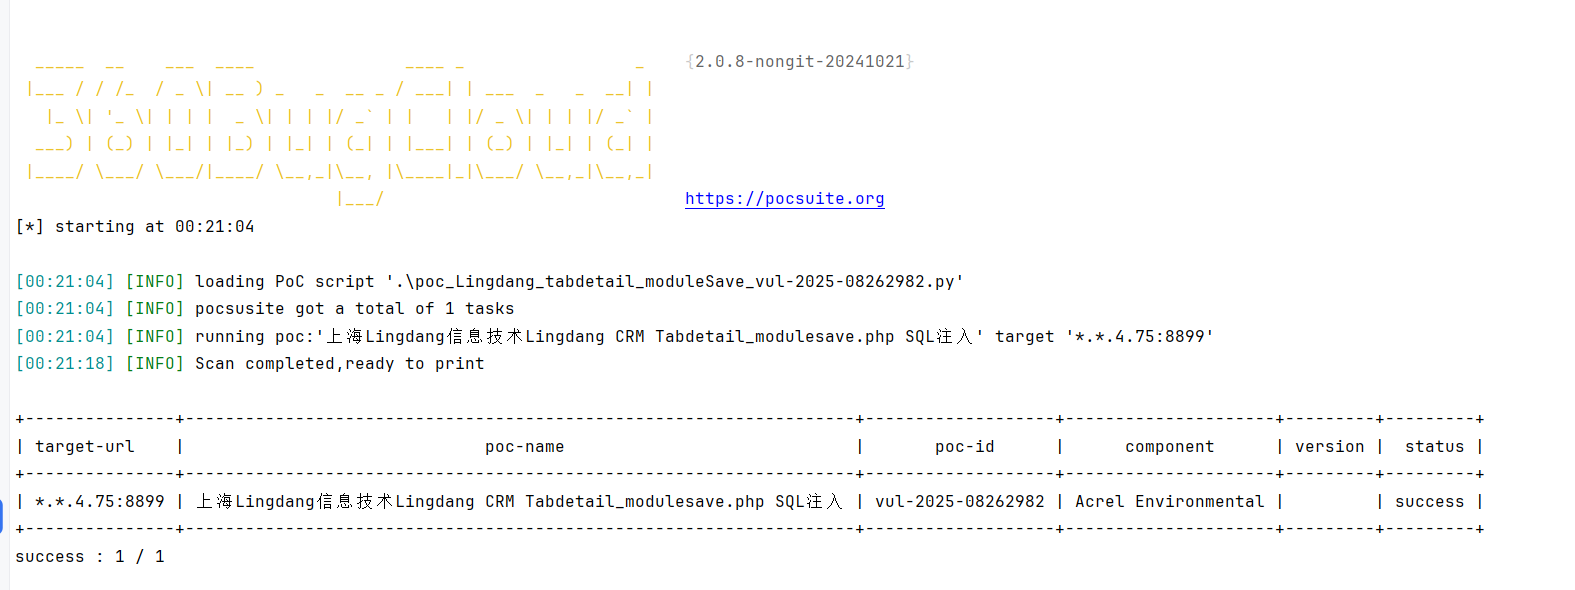 {2.0.8-nongit-20241021}
360BugCloud
https://pocsuite.org
[*] starting at 00:21:04
[00:21:04] [INFO] loading PoC script '.\poc_Lingdang_tabdetail_moduleSave_vul-2025-08262982.py'
[00:21:04] [INFO] pocsusite got a total of 1 tasks
[00:21:04] [INFO] running poc:'上海Lingdang信息技术Lingdang CRM Tabdetail_modulesave.php SQL注入' target '*.*.4.75:8899'
[00:21:18] [INFO] Scan completed,ready to print
| target-url | poc-name | poc-id | component | version | status |
| *.*.4.75:8899 | 上海Lingdang信息技术Lingdang CRM Tabdetail_modulesave.php SQL注入 | vul-2025-08262982 | Acrel Environmental | | success |
success : 1 / 1